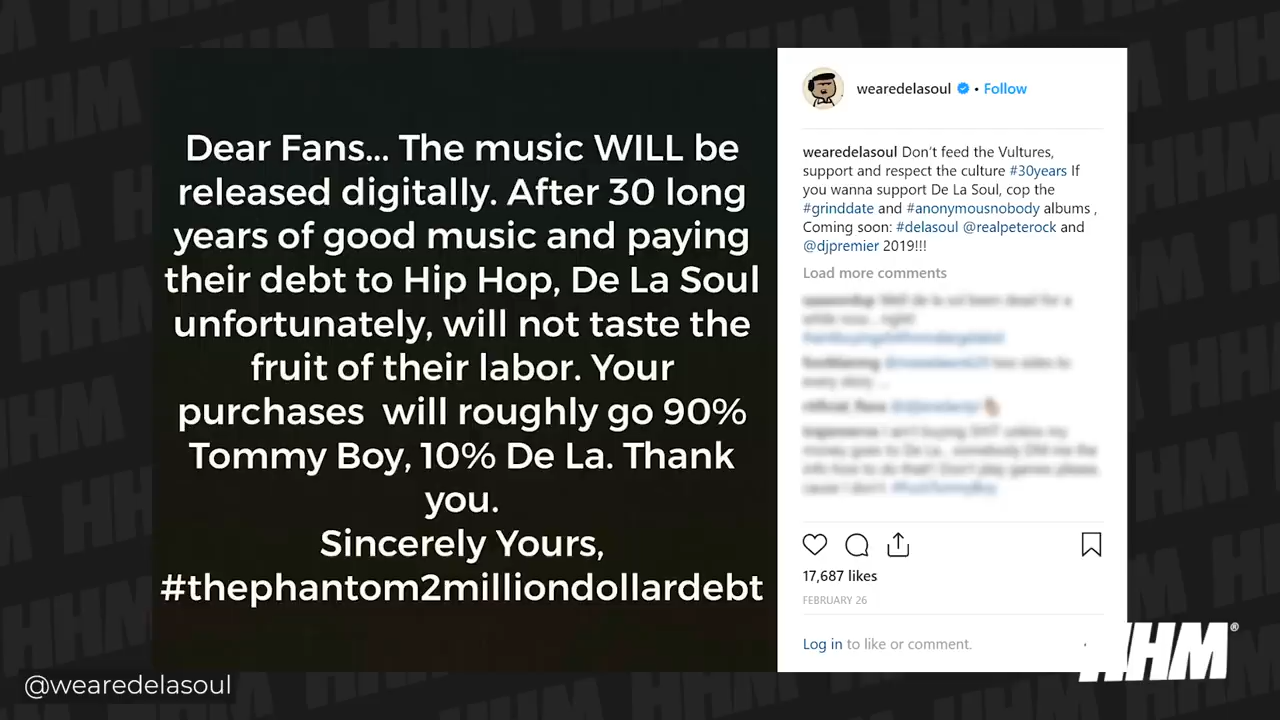 Dear Fans... The music WILL be
released digitally. After 30 long
years of good music and paying
their debt to Hip Hop, De La Soul
unfortunately, will not taste the
fruit of their labor. Your
purchases  will roughly go 90%
Tommy Boy, 10% De La. Thank
you.
Sincerely Yours,
#thephantom2milliondollardebt
wearedelasoul • Follow
wearedelasoul Don't feed the Vultures,
support and respect the culture #30years If
you wanna support De La Soul, cop the
#grinddate and #anonymousnobody albums ,
Coming soon: #delasoul @realpeterock and
@djpremier 2019!!!
Load more comments
17,687 likes
FEBRUARY 26
Log in to like or comment.
HHM®
@wearedelasoul